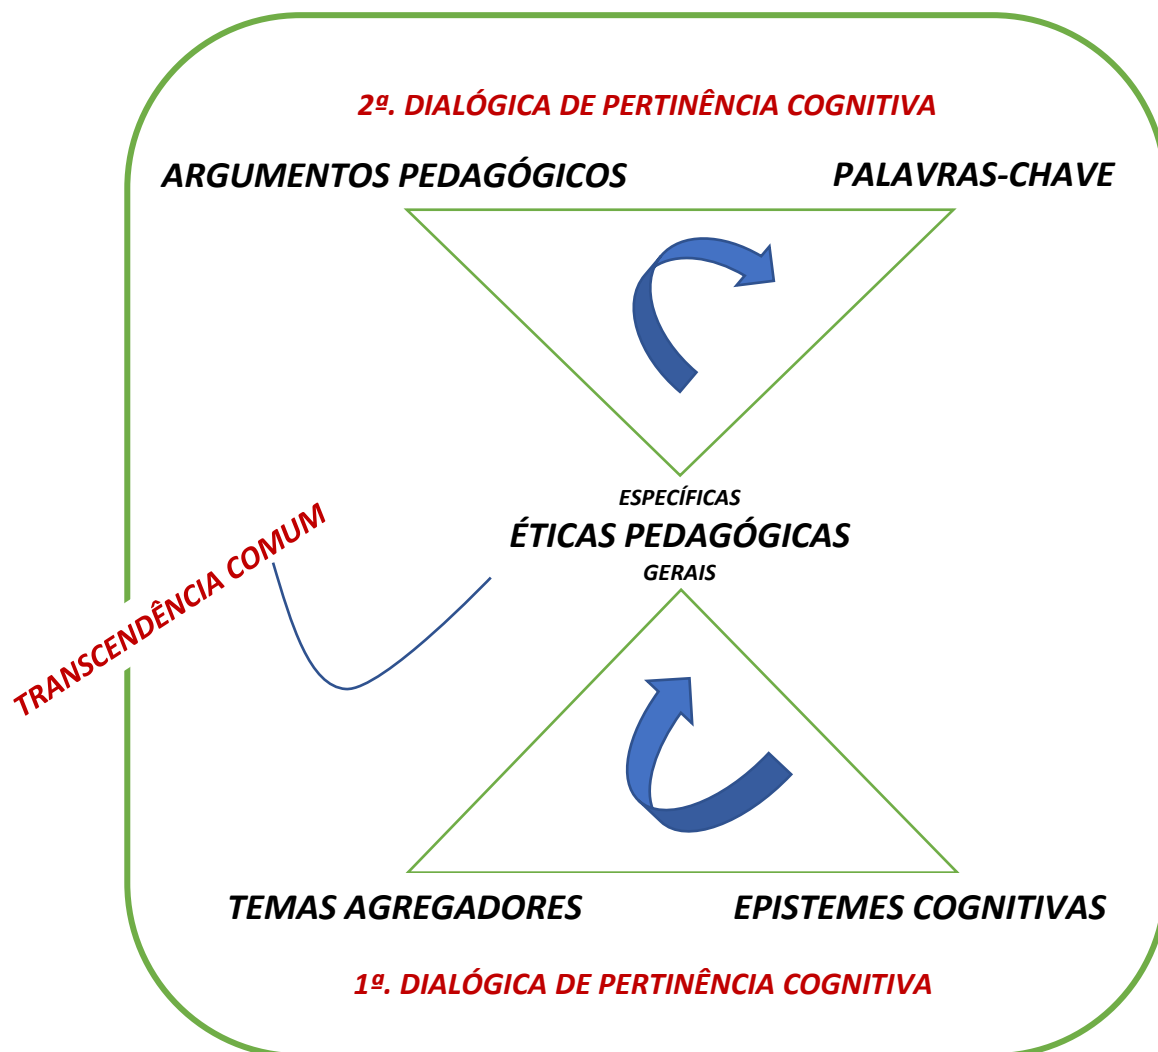 2ª. DIALÓGICA DE PERTINÊNCIA COGNITIVA
ARGUMENTOS PEDAGÓGICOS
PALAVRAS-CHAVE
ESPECÍFICAS
ÉTICAS PEDAGÓGICAS
GERAIS
TRANSCENDÊNCIA COMUM
TEMAS AGREGADORES
EPISTEMES COGNITIVAS
1ª. DIALÓGICA DE PERTINÊNCIA COGNITIVA